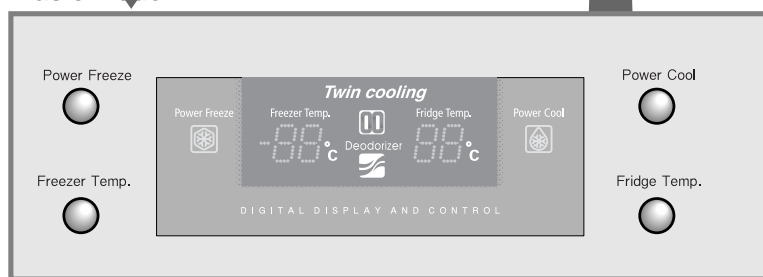 Power Freeze
Power Cool
Twin cooling
Power Freeze
Freezer Temp.
Fridge Temp.
Power Cool
-88°C
Deodorizer
88°C
Freezer Temp.
Fridge Temp.
DIGITAL DISPLAY AND CONTROL